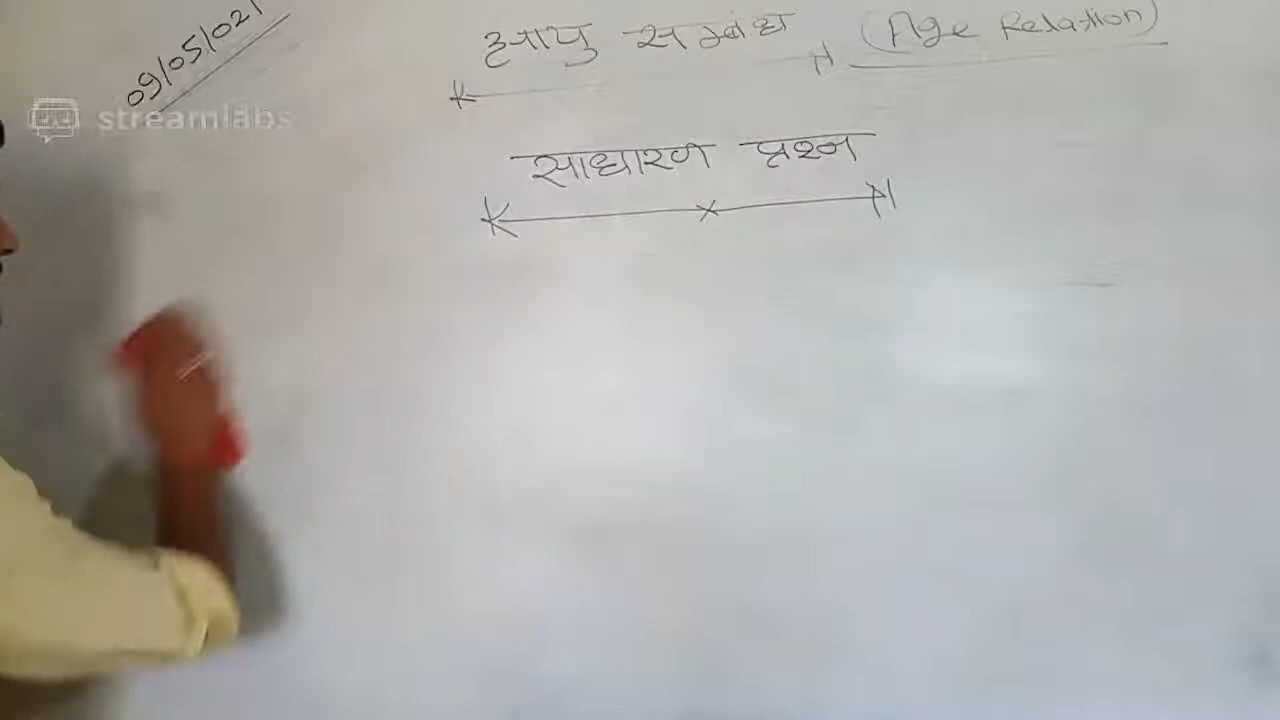 09/05/021
आयु सम्बंध (Age Relation)
streamlabs
साधारण प्रश्न